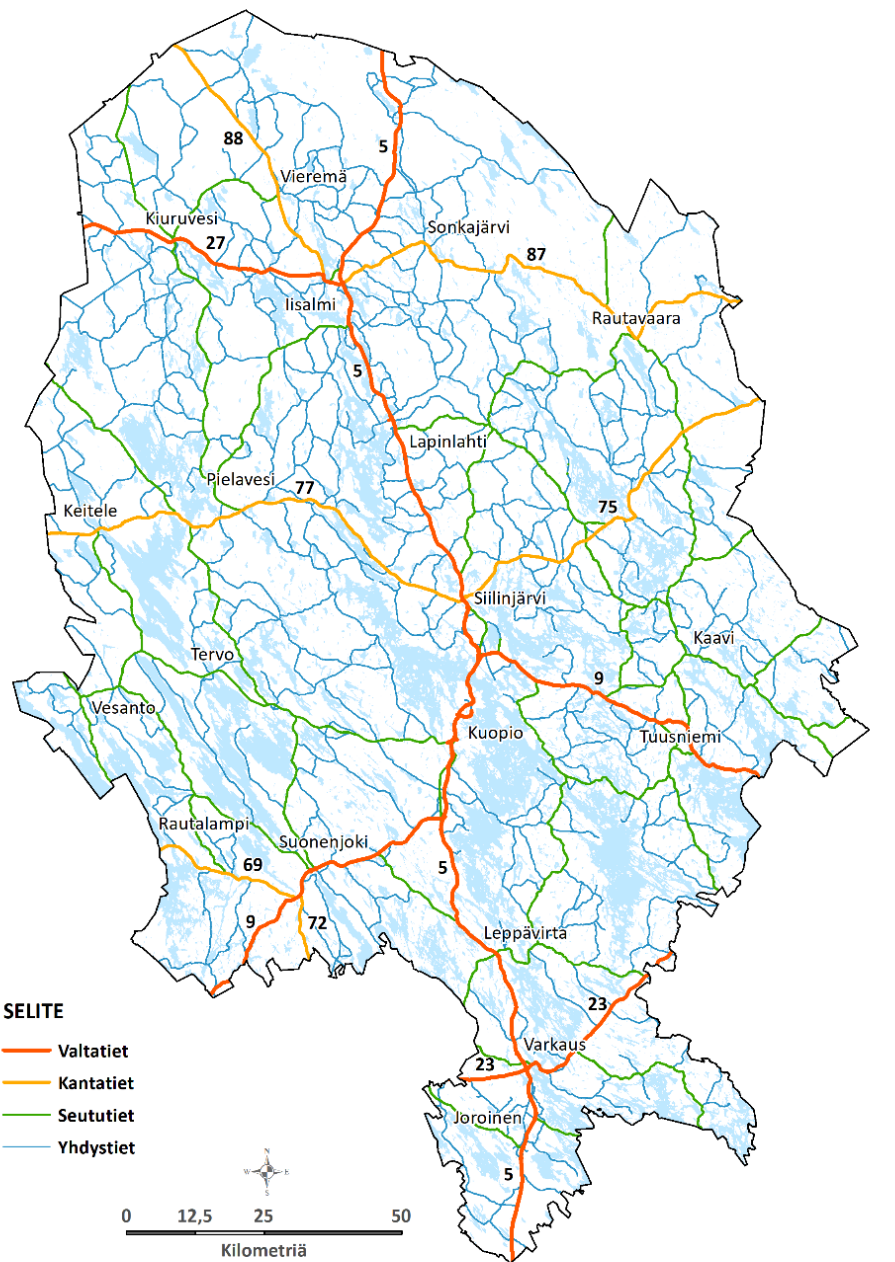 88
5
Vieremä
Kiuruvesi
Sonkajärvi
27
87
Iisalmi
Rautavaara
5
Lapinlahti
Pielavesi
77
Keitele
75
Siilinjärvi
Kaavi
Tervo
9
Vesanto
Kuopio
Tuusniemi
Rautalampi
Suonenjoki
69
5
9
72
Leppävirta
23
SELITE
Varkaus
Valtatiet
23
Kantatiet
Seututiet
Joroinen
Yhdystiet
5
N
W
E
S
0 12,5 25 50
Kilometriä